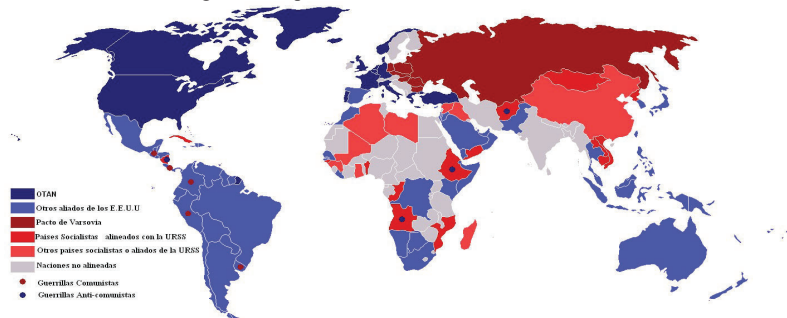 OTAN
Otros aliados de los E.E.U.U
Pacto de Varsovia
Paises Socialistas alineados con la URSS
Otros paises socialistas o aliados de la URSS
Naciones no alineadas
Guerrillas Comunistas
Guerrillas Anti-comunistas